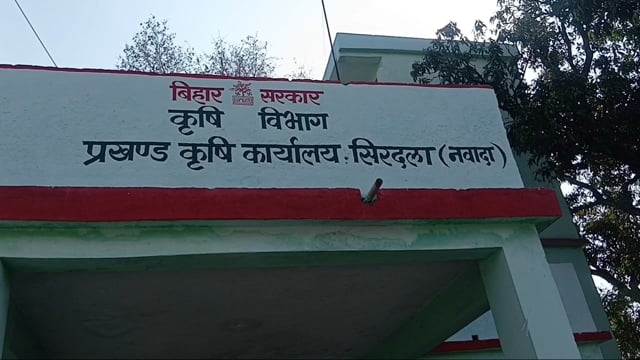 बिहार सरकार
कृषि विभाग
प्रखण्ड कृषि कार्यालय : सिरदला (नवादा)